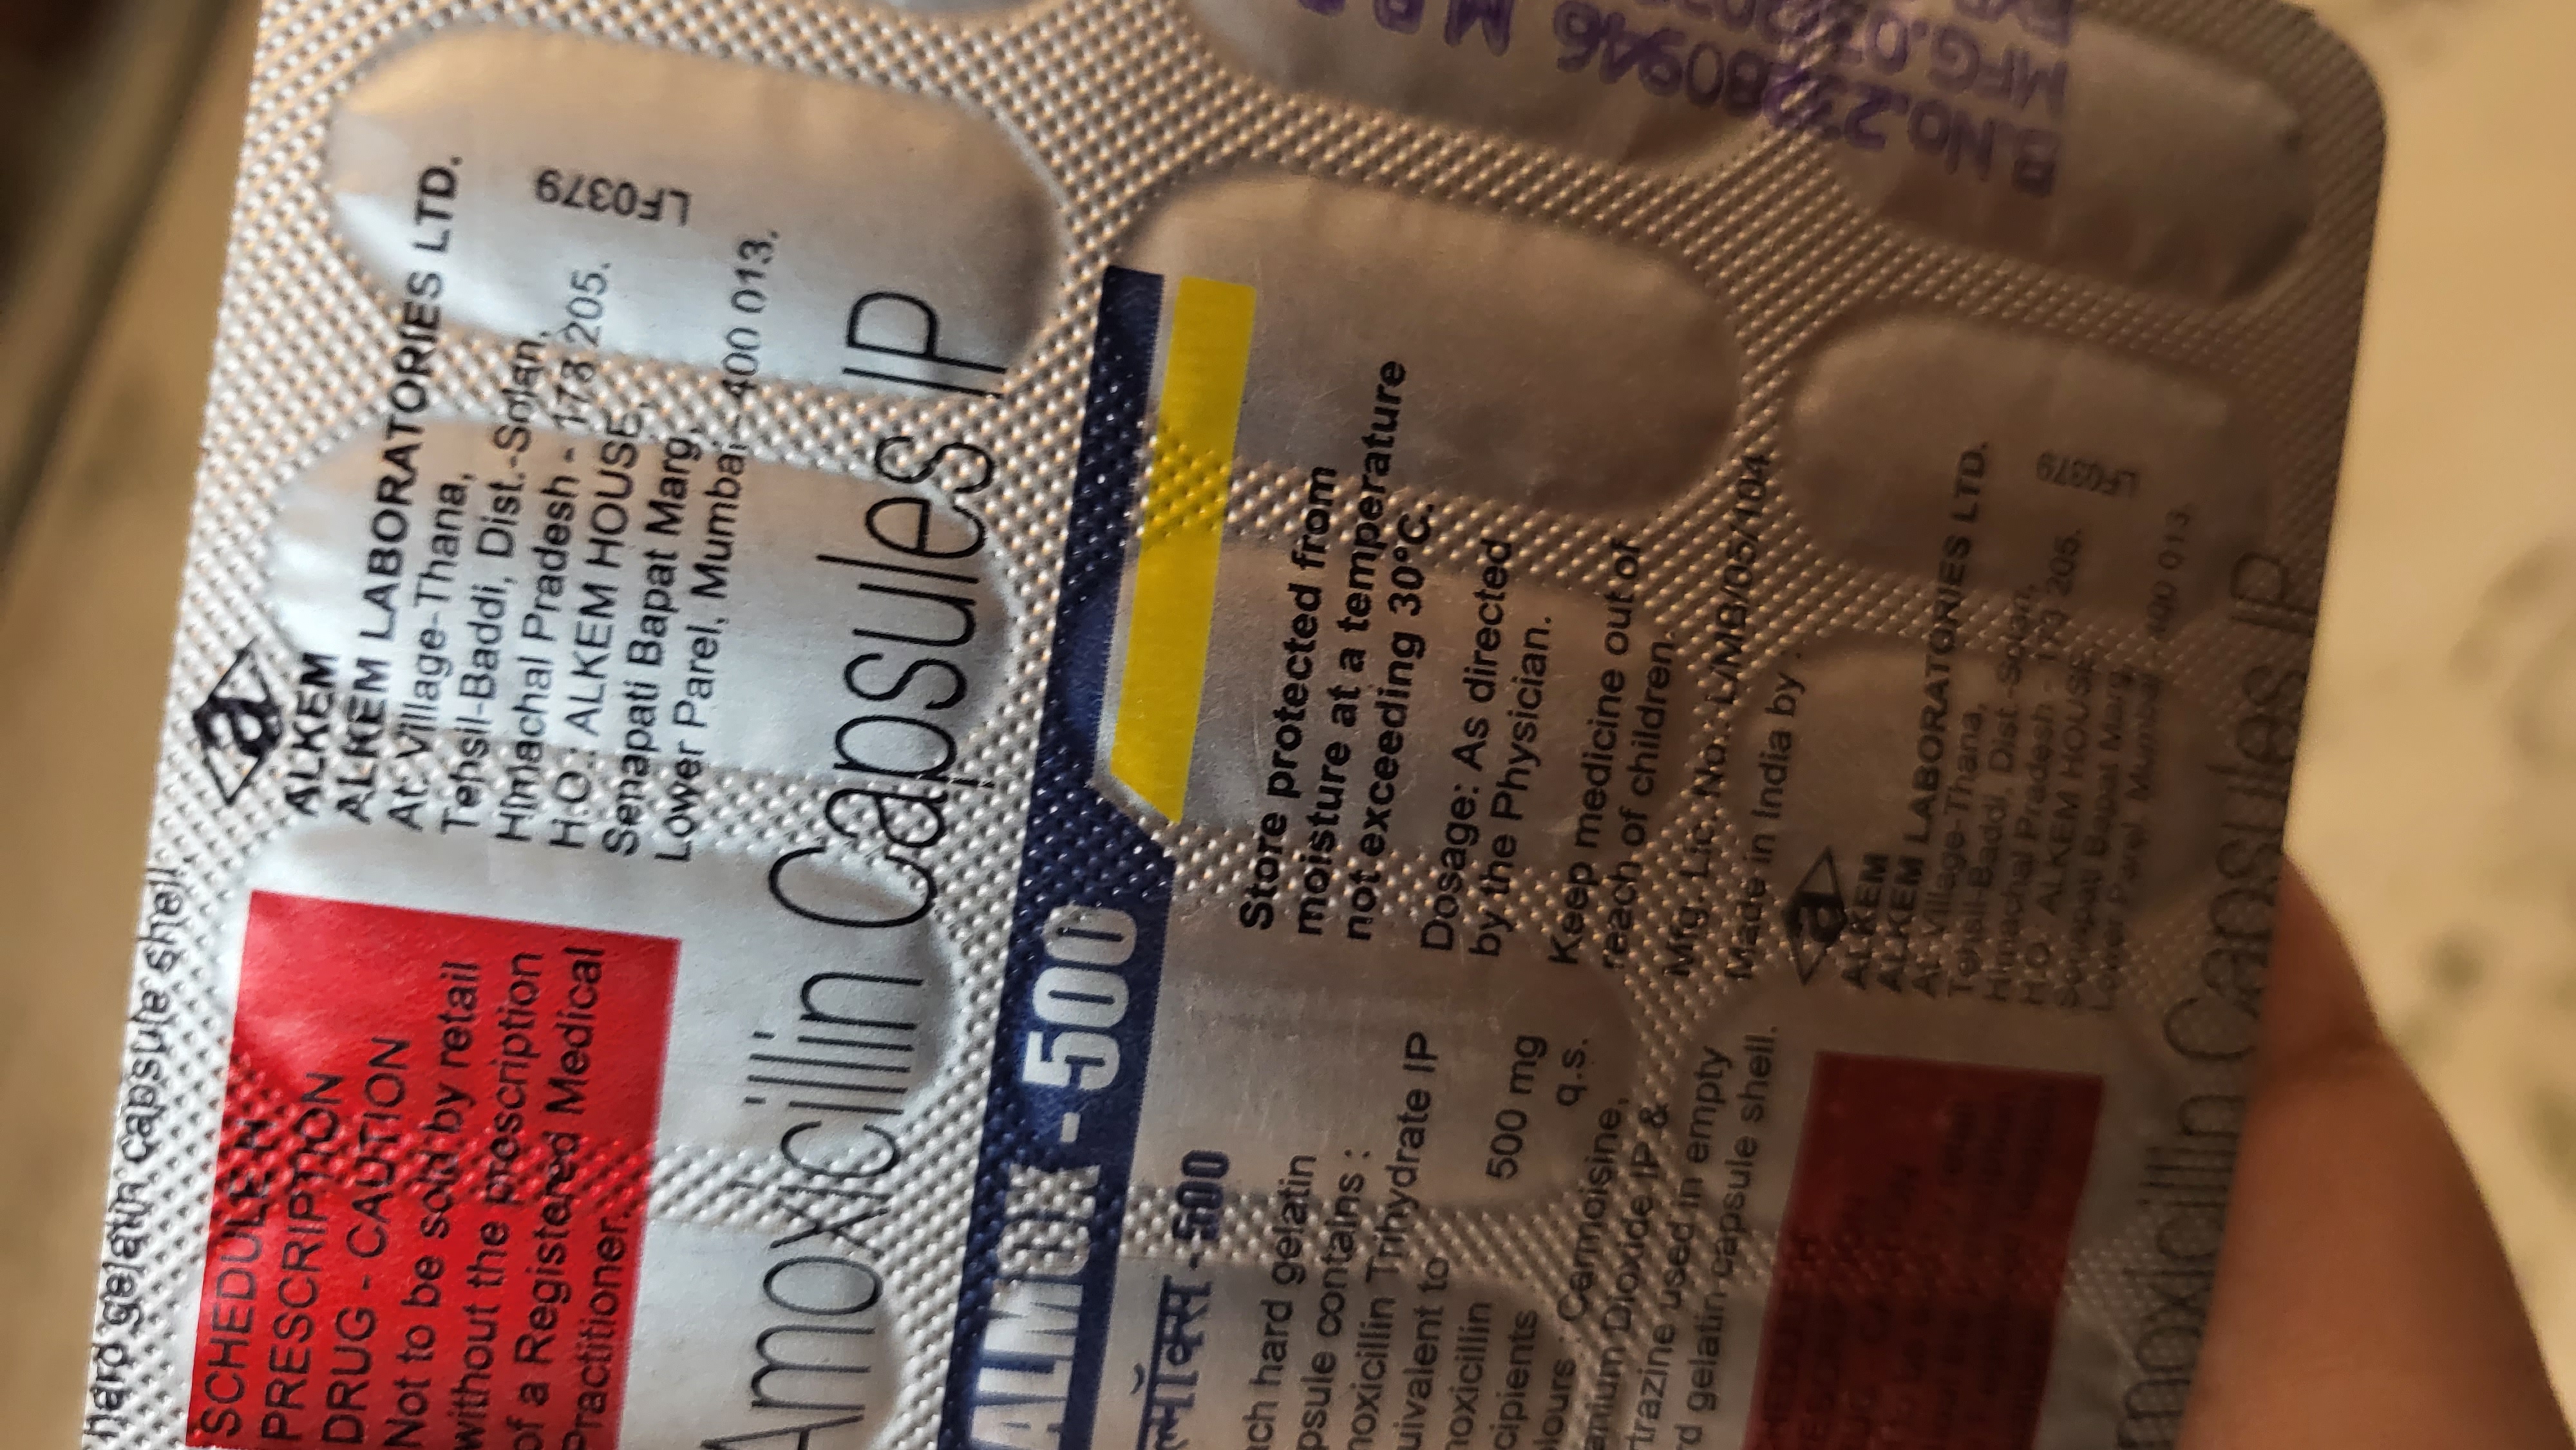 hard gelatin capsule shell.
SCHEDULE H
PRESCRIPTION
DRUG - CAUTION
Not to be sold by retail
without the prescription
of a Registered Medical
Practitioner.
a
ALKEM
ALKEM LABORATORIES LTD.
At: Village-Thana,
Tehsil-Baddi, Dist.-Solan,
Himachal Pradesh - 173 205.
H.O.: ALKEM HOUSE,
Senapati Bapat Marg,
Lower Parel, Mumbai - 400 013.
LF0379
Amoxicillin Capsules IP
ALMOX - 500
ल्मॉक्स - 500
ach hard gelatin
psule contains :
moxicillin Trihydrate IP
uivalent to
moxicillin 500 mg
cipients q.s.
lours : Carmoisine,
anium Dioxide IP &
rtrazine used in empty
rd gelatin capsule shell.
Store protected from
moisture at a temperature
not exceeding 30°C.
Dosage: As directed
by the Physician.
Keep medicine out of
reach of children.
Mfg. Lic. No.: L/MB/05/104
Made in India by :
a
ALKEM
ALKEM LABORATORIES LTD.
At: Village-Thana,
Tehsil-Baddi, Dist.-Solan,
Himachal Pradesh - 173 205.
H.O.: ALKEM HOUSE,
Senapati Bapat Marg,
Lower Parel, Mumbai - 400 013.
LF0379
moxicillin Capsules IP
B.No.23280946